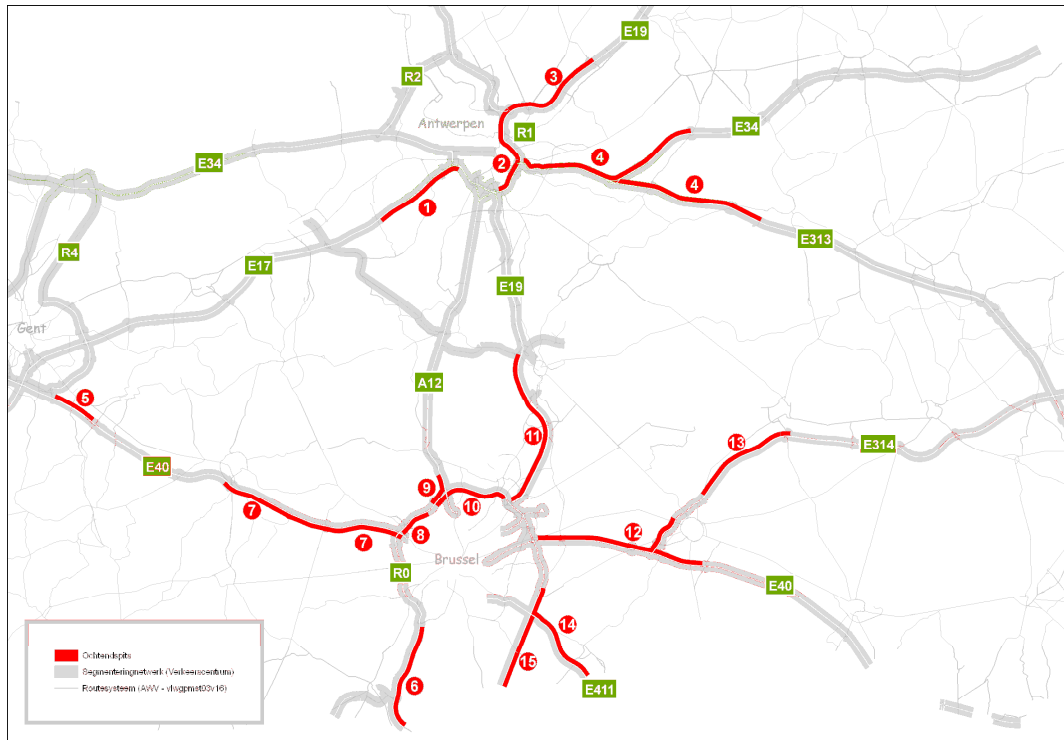 E19
3
R2
Antwerpen
R1
E34
4
2
E34
4
1
R4
E313
E17
E19
Gent
A12
5
11
13
E314
E40
9
7
10
12
7
8
Brussel
R0
E40
14
15
6
E411
Ochtendspits
Segmenteringnetwerk (Verkeerscentrum)
Routesysteem (AWV - vlwgpmst03v16)